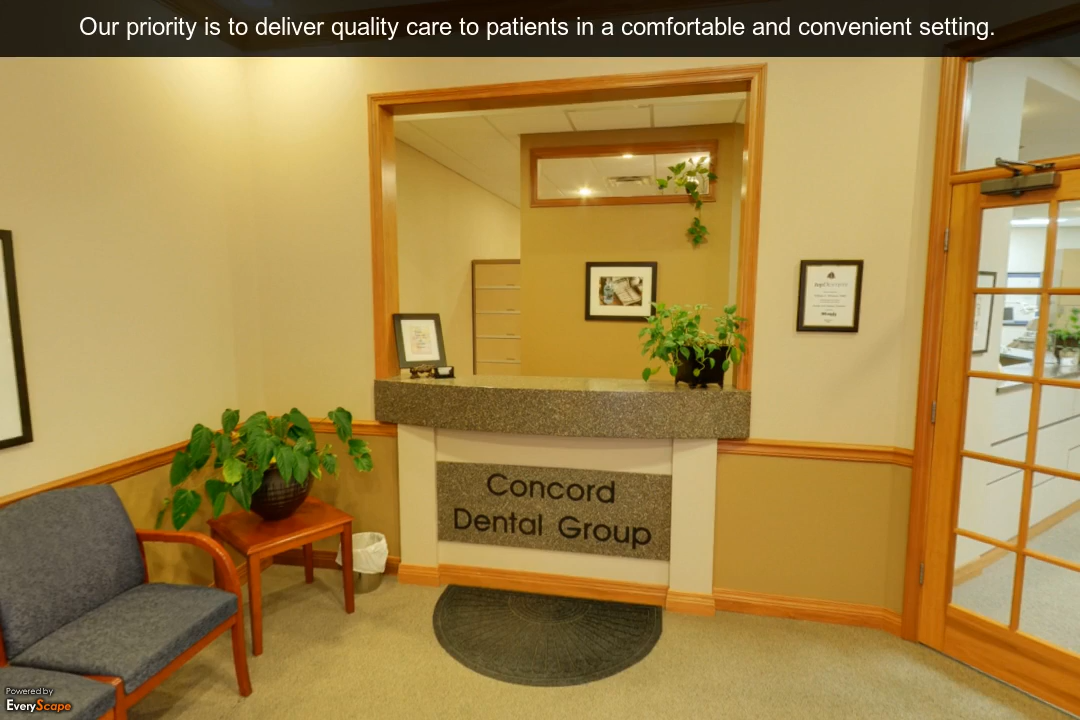 Our priority is to deliver quality care to patients in a comfortable and convenient setting.
Concord
Dental Group
Powered by
EveryScape